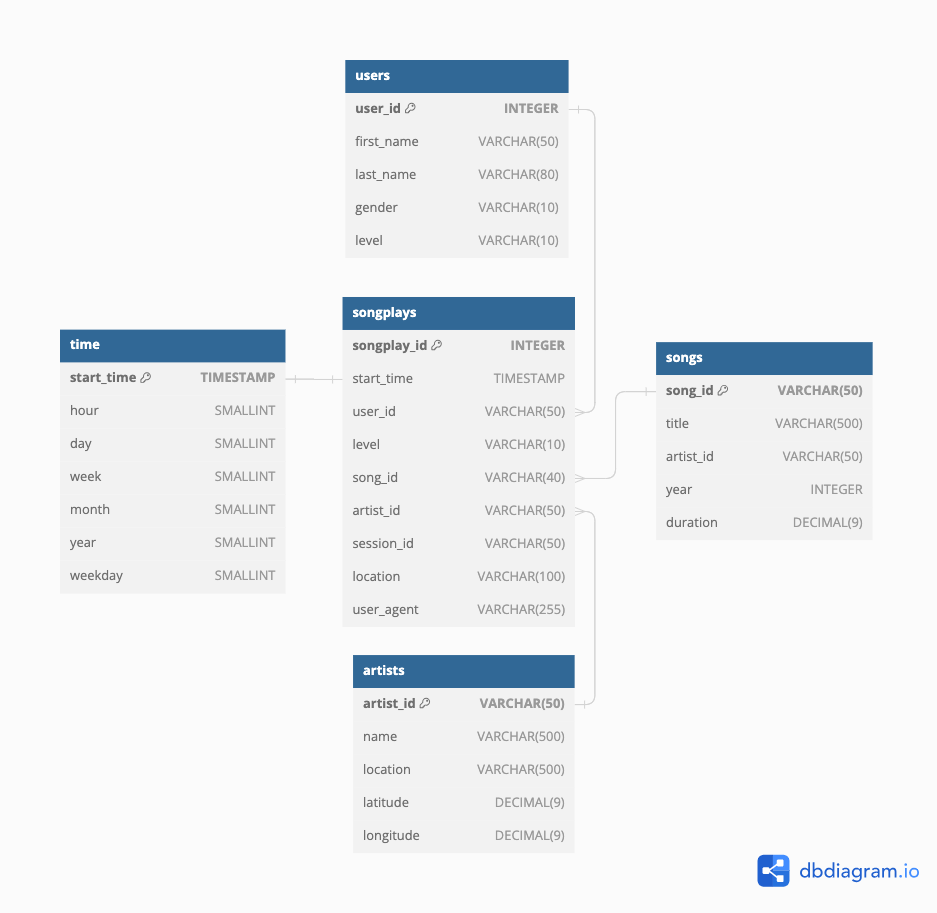 users
user_id INTEGER
first_name VARCHAR(50)
last_name VARCHAR(80)
gender VARCHAR(10)
level VARCHAR(10)
songplays
songplay_id INTEGER
start_time TIMESTAMP
user_id VARCHAR(50)
level VARCHAR(10)
song_id VARCHAR(40)
artist_id VARCHAR(50)
session_id VARCHAR(50)
location VARCHAR(100)
user_agent VARCHAR(255)
time
start_time TIMESTAMP
hour SMALLINT
day SMALLINT
week SMALLINT
month SMALLINT
year SMALLINT
weekday SMALLINT
songs
song_id VARCHAR(50)
title VARCHAR(500)
artist_id VARCHAR(50)
year INTEGER
duration DECIMAL(9)
artists
artist_id VARCHAR(50)
name VARCHAR(500)
location VARCHAR(500)
latitude DECIMAL(9)
longitude DECIMAL(9)
dbdiagram.io